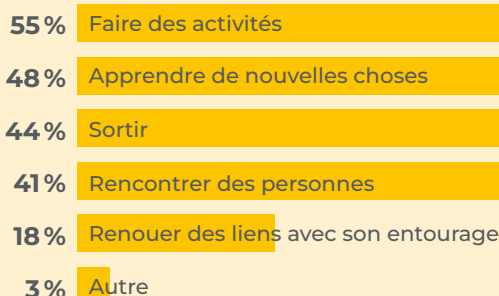 55 % Faire des activités
48 % Apprendre de nouvelles choses
44 % Sortir
41 % Rencontrer des personnes
18 % Renouer des liens avec son entourage
3 % Autre